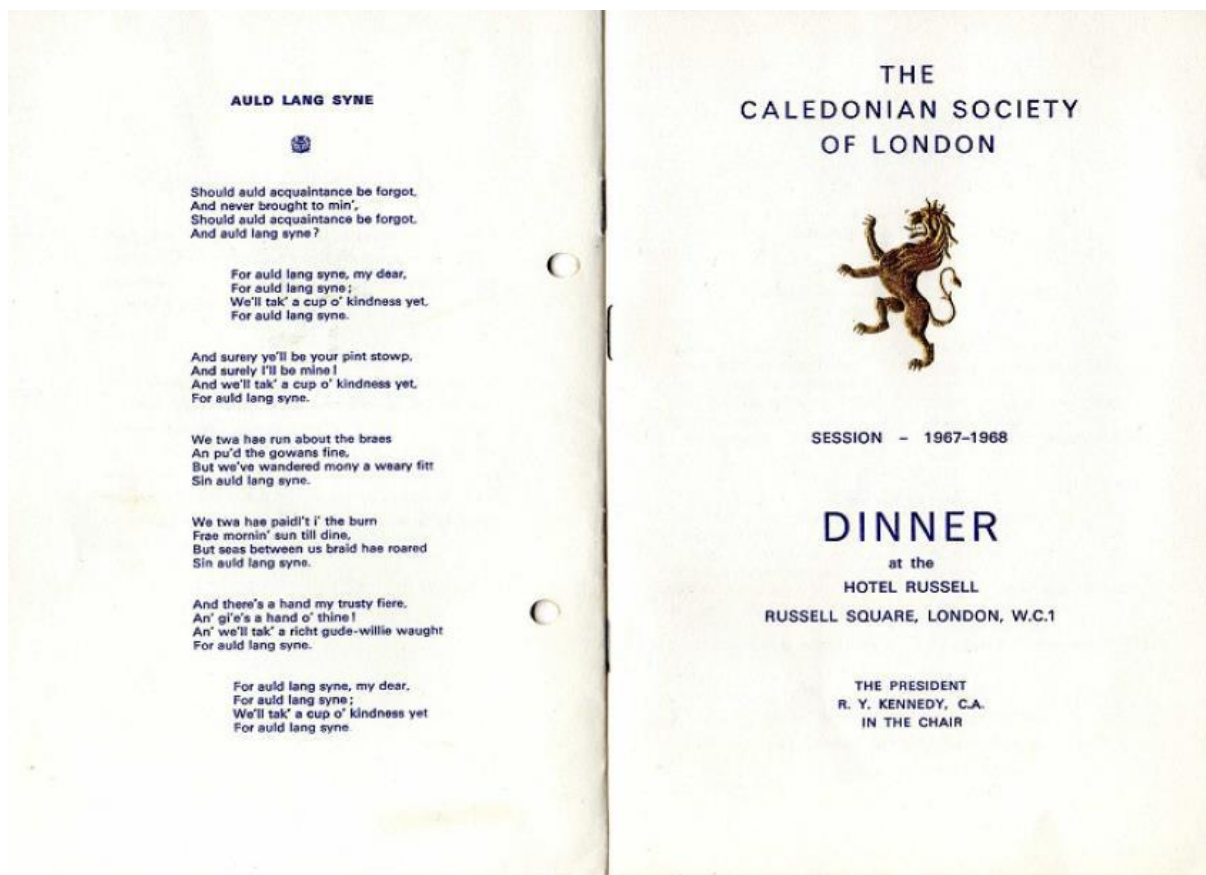 AULD LANG SYNE
Should auld acquaintance be forgot,
And never brought to min',
Should auld acquaintance be forgot,
And auld lang syne?
For auld lang syne, my dear,
For auld lang syne;
We'll tak' a cup o' kindness yet,
For auld lang syne.
And surery ye'll be your pint stowp,
And surely I'll be mine!
And we'll tak' a cup o' kindness yet,
For auld lang syne.
We twa hae run about the braes
An pu'd the gowans fine,
But we've wandered mony a weary fitt
Sin auld lang syne.
We twa hae paidl't i' the burn
Frae mornin' sun till dine,
But seas between us braid hae roared
Sin auld lang syne.
And there's a hand my trusty fiere,
An' gi'e's a hand o' thine!
An' we'll tak' a richt gude-willie waught
For auld lang syne.
For auld lang syne, my dear,
For auld lang syne;
We'll tak' a cup o' kindness yet
For auld lang syne.
THE
CALEDONIAN SOCIETY
OF LONDON
SESSION – 1967–1968
DINNER
at the
HOTEL RUSSELL
RUSSELL SQUARE, LONDON, W.C.1
THE PRESIDENT
R. Y. KENNEDY, C.A.
IN THE CHAIR